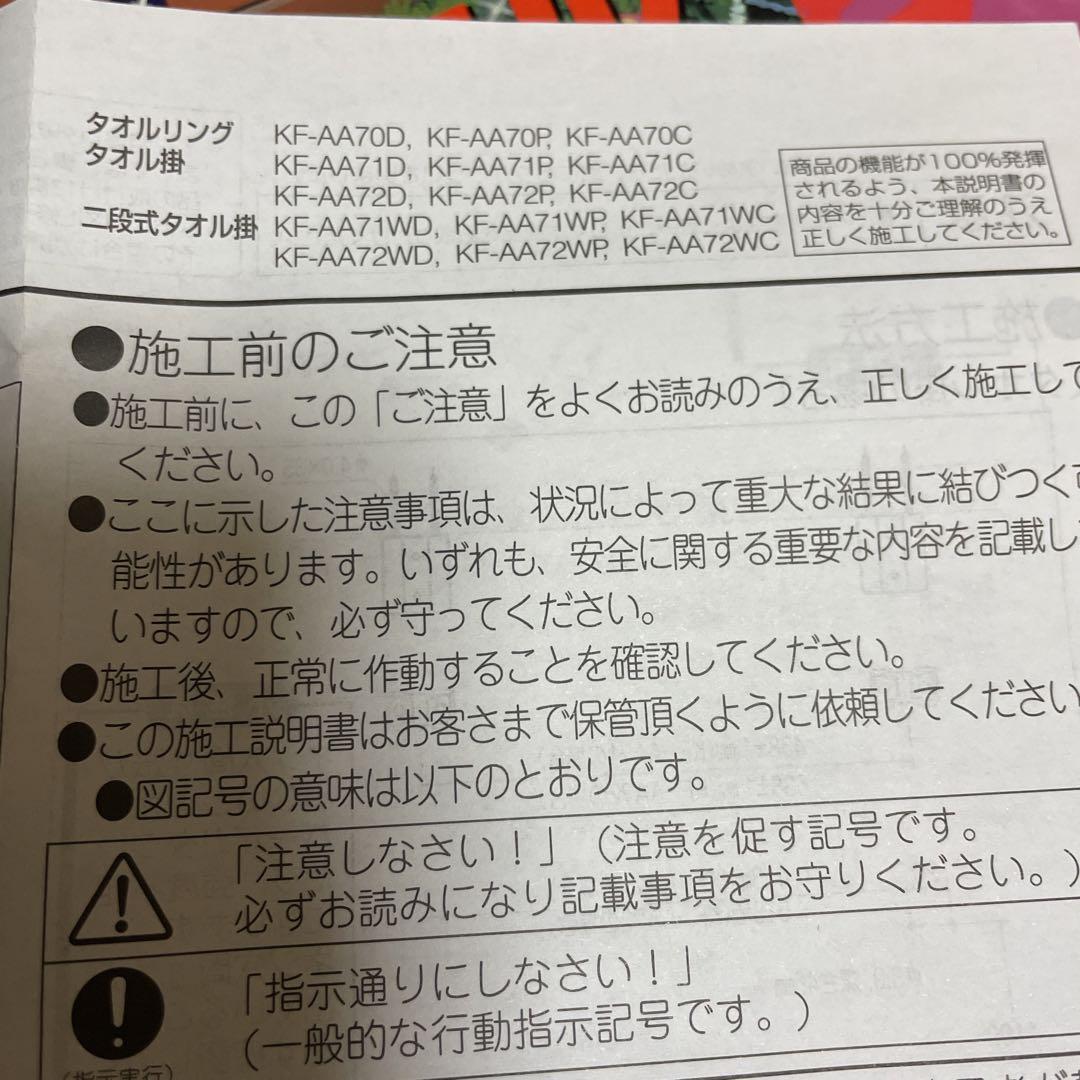 タオルリング KF-AA70D, KF-AA70P, KF-AA70C
タオル掛 KF-AA71D, KF-AA71P, KF-AA71C
KF-AA72D, KF-AA72P, KF-AA72C
二段式タオル掛 KF-AA71WD, KF-AA71WP, KF-AA71WC
KF-AA72WD, KF-AA72WP, KF-AA72WC
商品の機能が100%発揮
されるよう、本説明書の
内容を十分ご理解のうえ
正しく施工してください。
●施工前のご注意
●施工前に、この「ご注意」をよくお読みのうえ、正しく施工して
ください。
●ここに示した注意事項は、状況によって重大な結果に結びつく可
能性があります。いずれも、安全に関する重要な内容を記載し
いますので、必ず守ってください。
●施工後、正常に作動することを確認してください。
●この施工説明書はお客さまで保管頂くように依頼してください
●図記号の意味は以下のとおりです。
「注意しなさい！」（注意を促す記号です。
必ずお読みになり記載事項をお守りください。）
「指示通りにしなさい！」
（一般的な行動指示記号です。）
（指示実行）